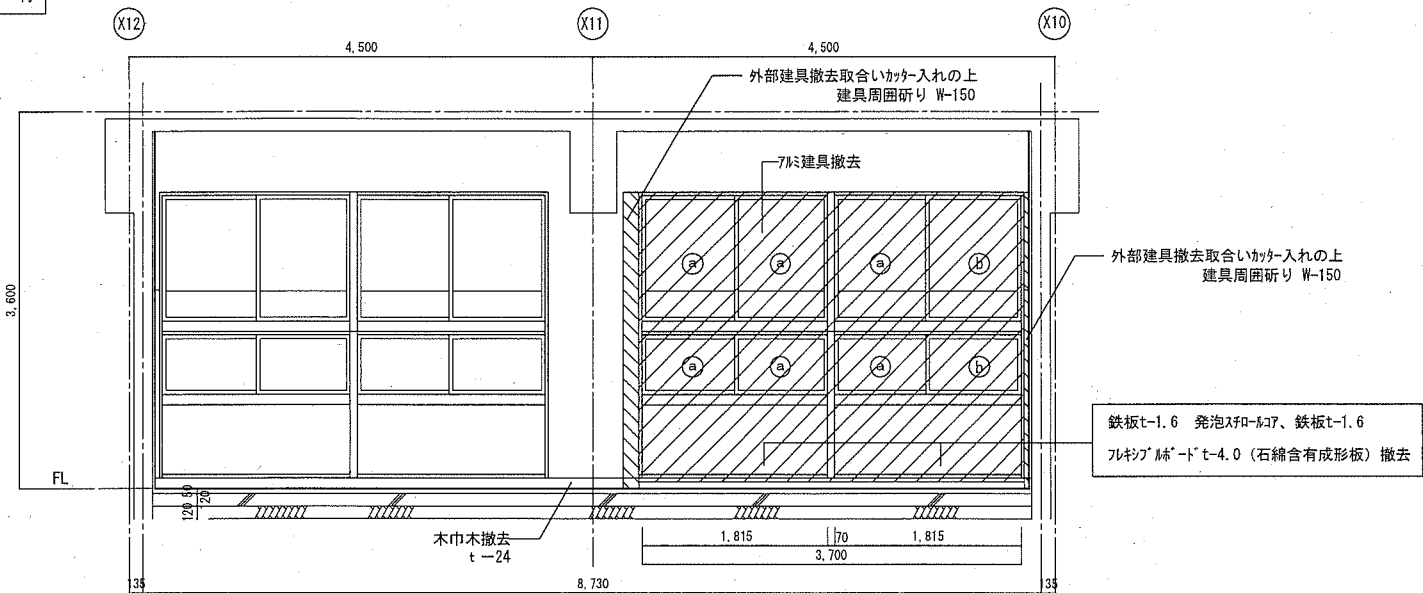 X12
X11
X10
4,500
4,500
外部建具撤去取合いカッター入れの上
建具周囲斫り W-150
アルミ建具撤去
a
a
a
b
外部建具撤去取合いカッター入れの上
建具周囲斫り W-150
3,600
a
a
a
b
鉄板t-1.6 発泡スチロールコア、鉄板t-1.6
フレキシブルボードt-4.0 (石綿含有成形板) 撤去
FL
120
50
20
木巾木撤去
t-24
1,815
70
1,815
3,700
135
8,730
135